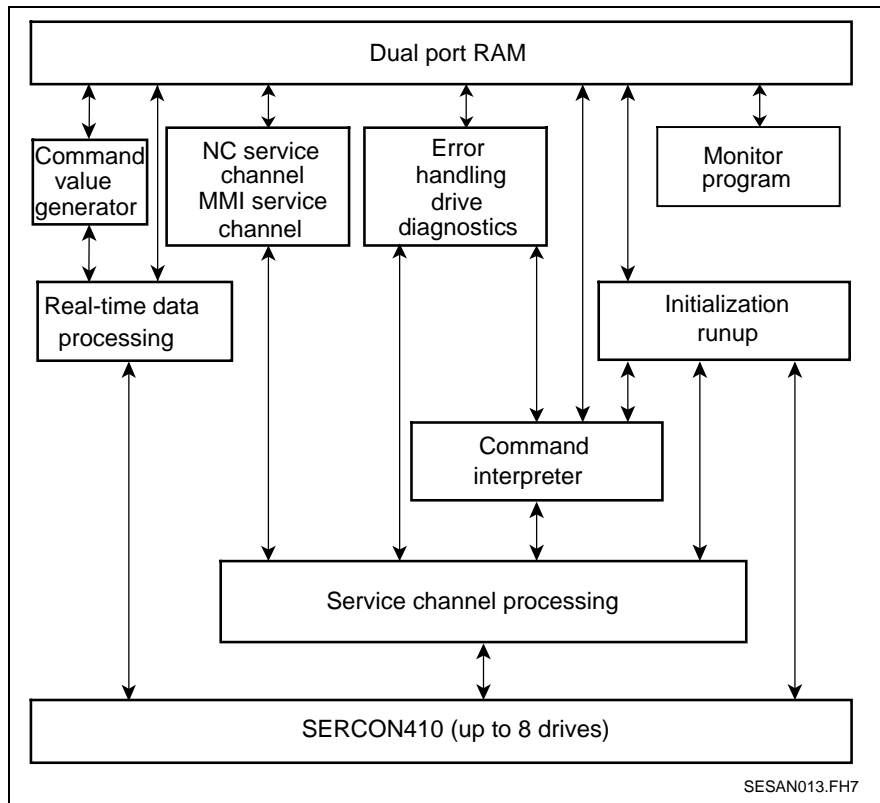 Dual port RAM
Command
value
generator
NC service
channel
MMI service
channel
Error
handling
drive
diagnostics
Monitor
program
Real-time data
processing
Initialization
runup
Command
interpreter
Service channel processing
SERCON410 (up to 8 drives)
SESAN013.FH7